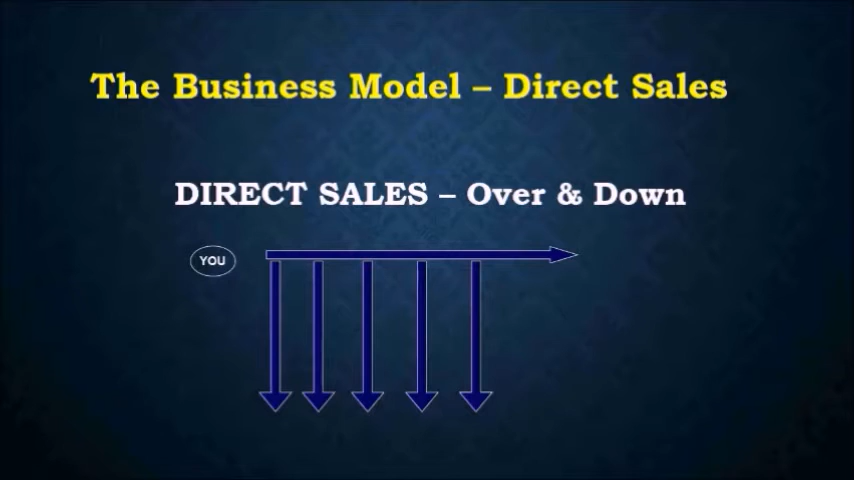 The Business Model – Direct Sales
DIRECT SALES – Over & Down
YOU